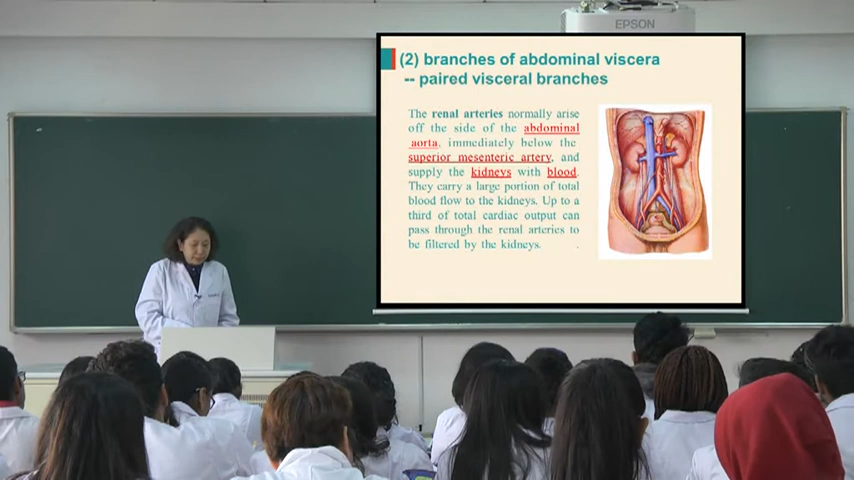 EPSON
(2) branches of abdominal viscera
-- paired visceral branches
The renal arteries normally arise
off the side of the abdominal
aorta, immediately below the
superior mesenteric artery, and
supply the kidneys with blood.
They carry a large portion of total
blood flow to the kidneys. Up to a
third of total cardiac output can
pass through the renal arteries to
be filtered by the kidneys. .